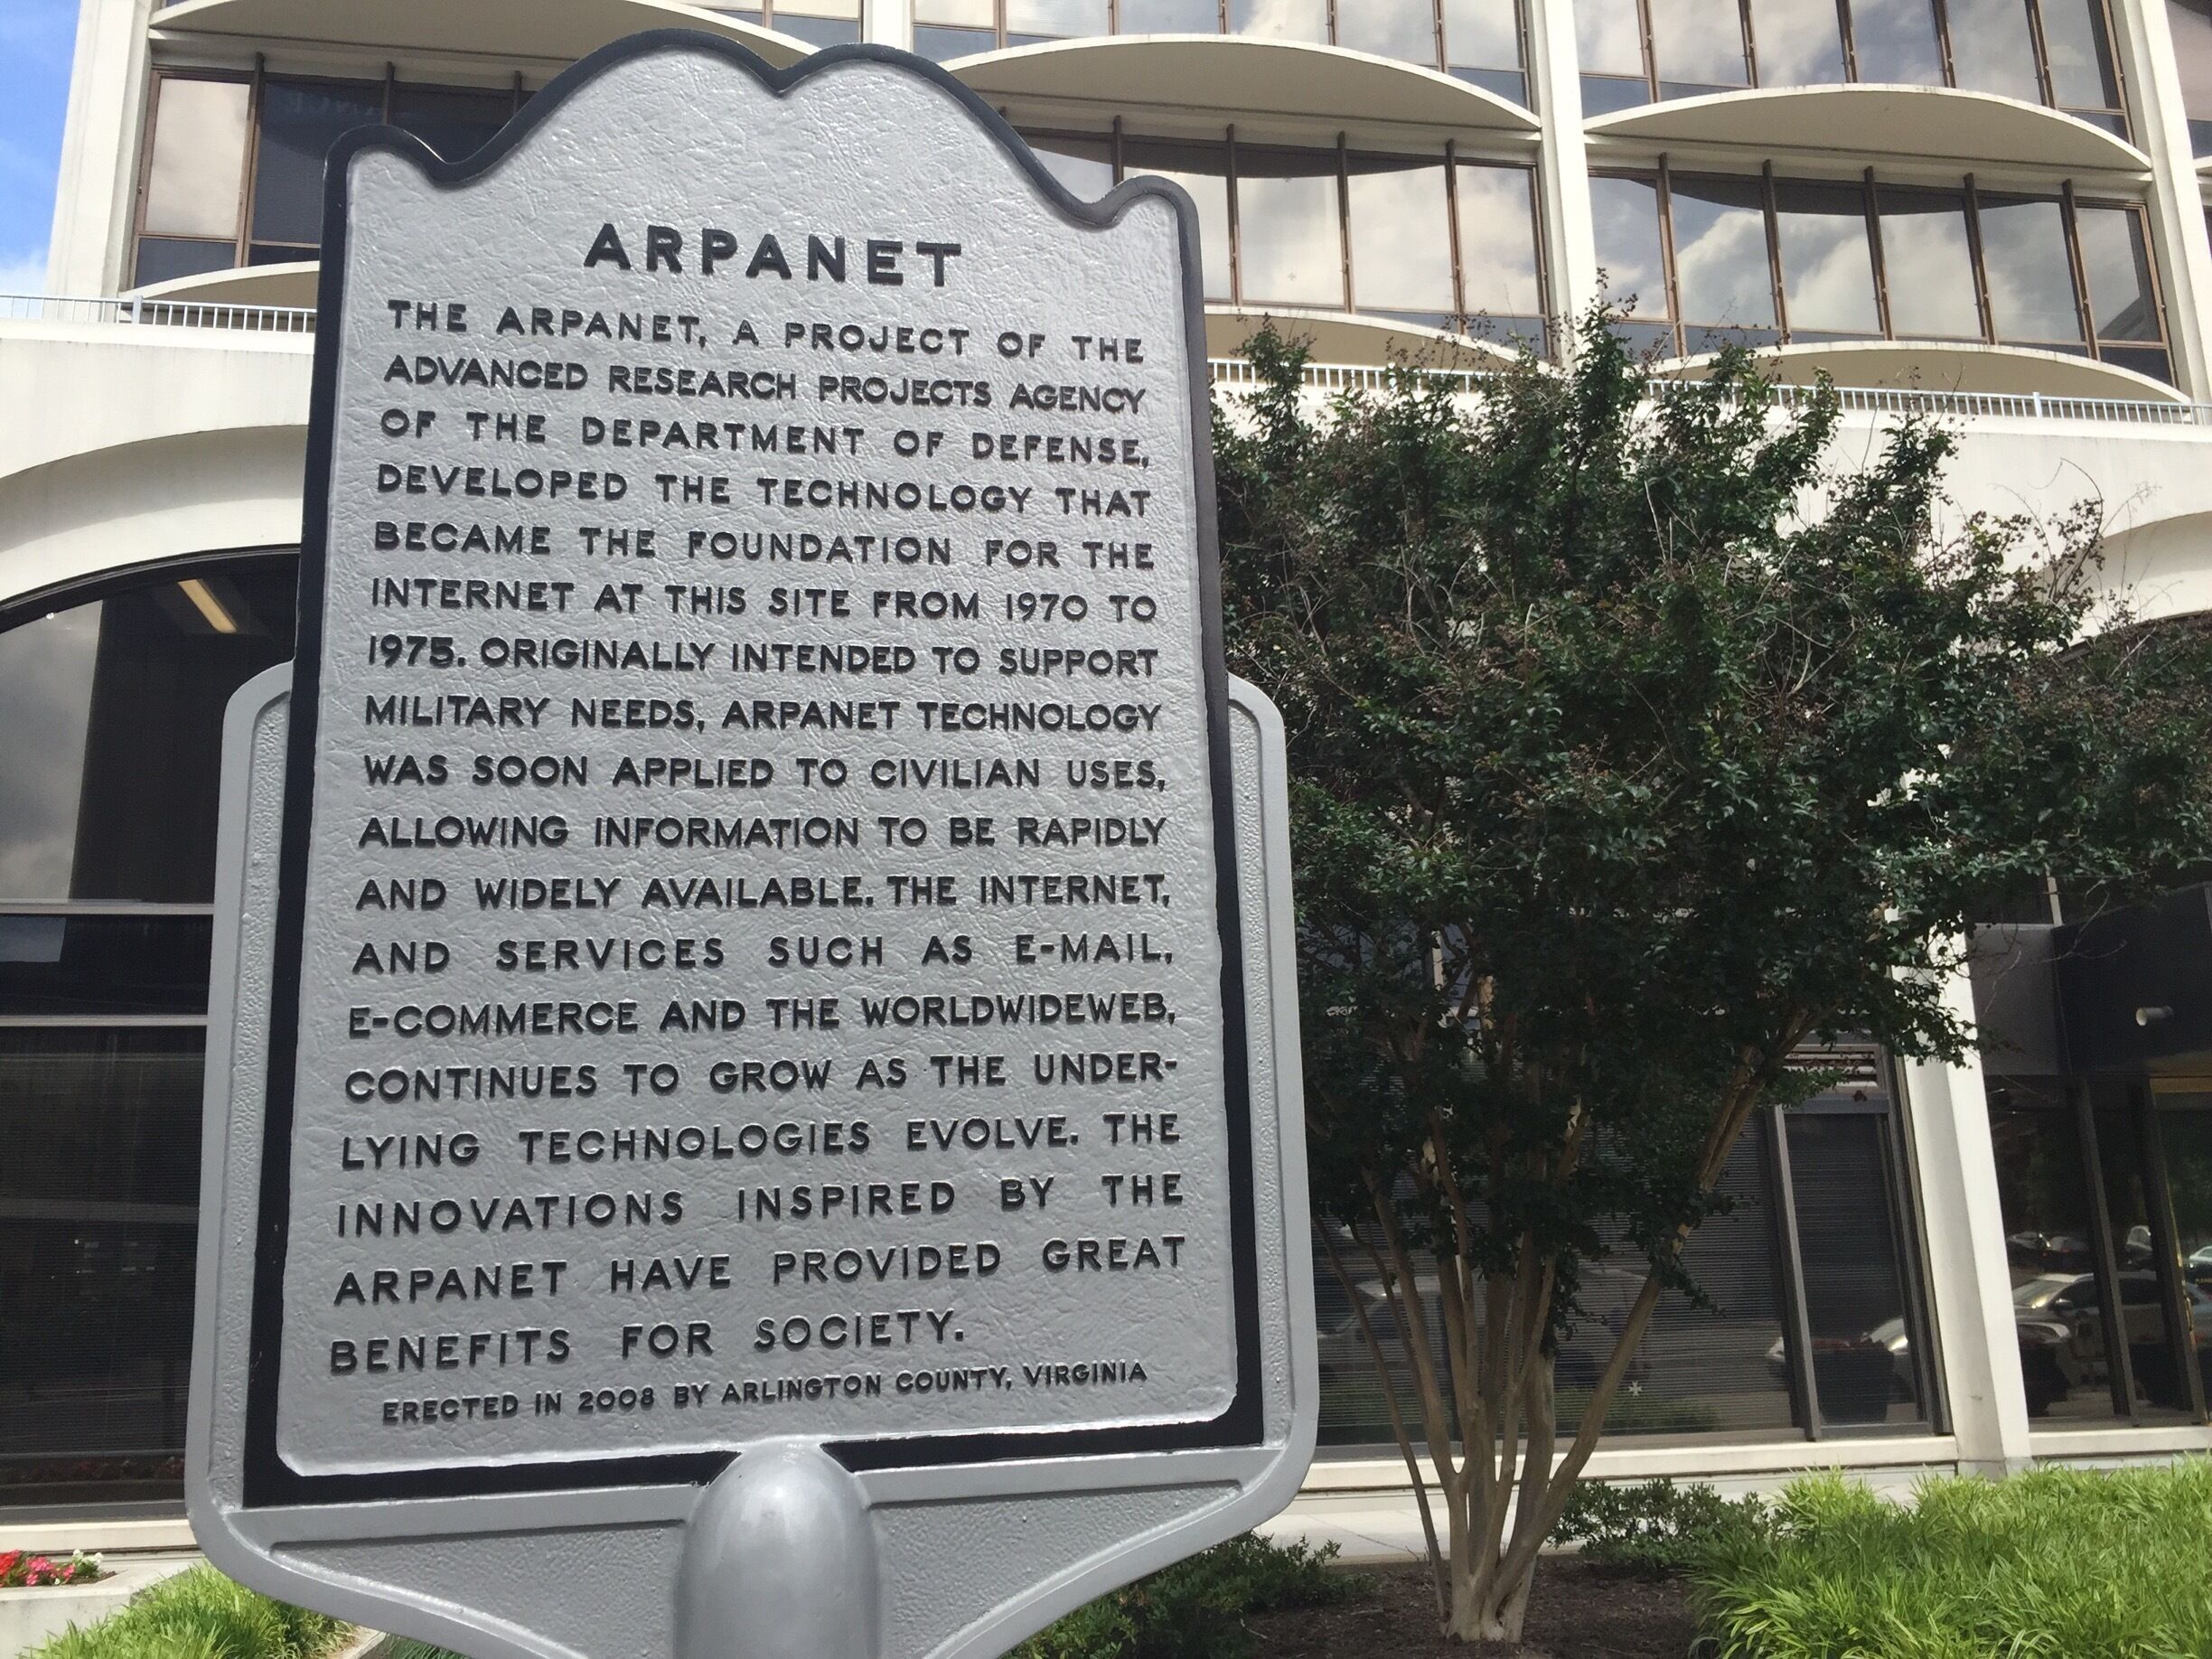 ARPANET
THE ARPANET, A PROJECT OF THE
ADVANCED RESEARCH PROJECTS AGENCY
OF THE DEPARTMENT OF DEFENSE,
DEVELOPED THE TECHNOLOGY THAT
BECAME THE FOUNDATION FOR THE
INTERNET AT THIS SITE FROM 1970 TO
1975. ORIGINALLY INTENDED TO SUPPORT
MILITARY NEEDS, ARPANET TECHNOLOGY
WAS SOON APPLIED TO CIVILIAN USES,
ALLOWING INFORMATION TO BE RAPIDLY
AND WIDELY AVAILABLE. THE INTERNET,
AND SERVICES SUCH AS E-MAIL,
E-COMMERCE AND THE WORLDWIDEWEB,
CONTINUES TO GROW AS THE UNDER-
LYING TECHNOLOGIES EVOLVE. THE
INNOVATIONS INSPIRED BY THE
ARPANET HAVE PROVIDED GREAT
BENEFITS FOR SOCIETY.
ERECTED IN 2008 BY ARLINGTON COUNTY, VIRGINIA